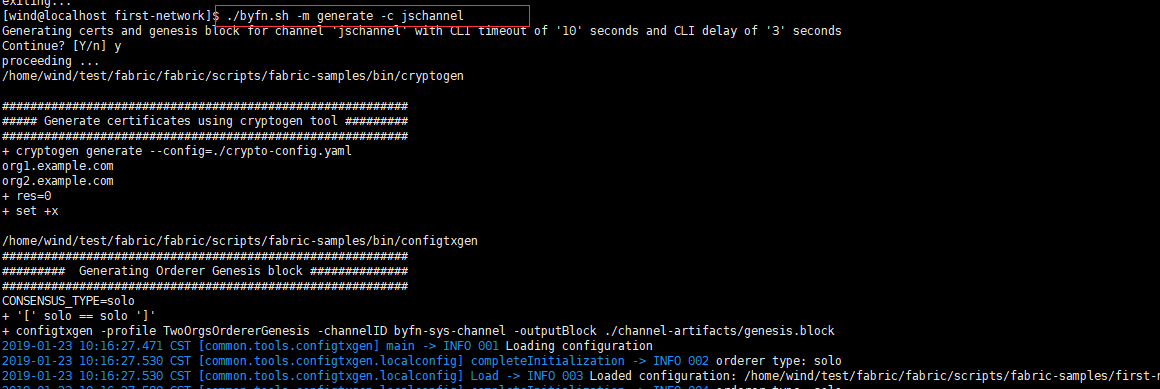 exiting...
[wind@localhost first-network]$ ./byfn.sh -m generate -c jschannel
Generating certs and genesis block for channel 'jschannel' with CLI timeout of '10' seconds and CLI delay of '3' seconds
Continue? [Y/n] y
proceeding ...
/home/wind/test/fabric/fabric/scripts/fabric-samples/bin/cryptogen
##########################################################
##### Generate certificates using cryptogen tool #########
##########################################################
+ cryptogen generate --config=./crypto-config.yaml
org1.example.com
org2.example.com
+ res=0
+ set +x
/home/wind/test/fabric/fabric/scripts/fabric-samples/bin/configtxgen
##########################################################
#########  Generating Orderer Genesis block ##############
##########################################################
CONSENSUS_TYPE=solo
+ '[' solo == solo ']'
+ configtxgen -profile TwoOrgsOrdererGenesis -channelID byfn-sys-channel -outputBlock ./channel-artifacts/genesis.block
2019-01-23 10:16:27.471 CST [common.tools.configtxgen] main -> INFO 001 Loading configuration
2019-01-23 10:16:27.530 CST [common.tools.configtxgen.localconfig] completeInitialization -> INFO 002 orderer type: solo
2019-01-23 10:16:27.530 CST [common.tools.configtxgen.localconfig] Load -> INFO 003 Loaded configuration: /home/wind/test/fabric/fabric/scripts/fabric-samples/first-